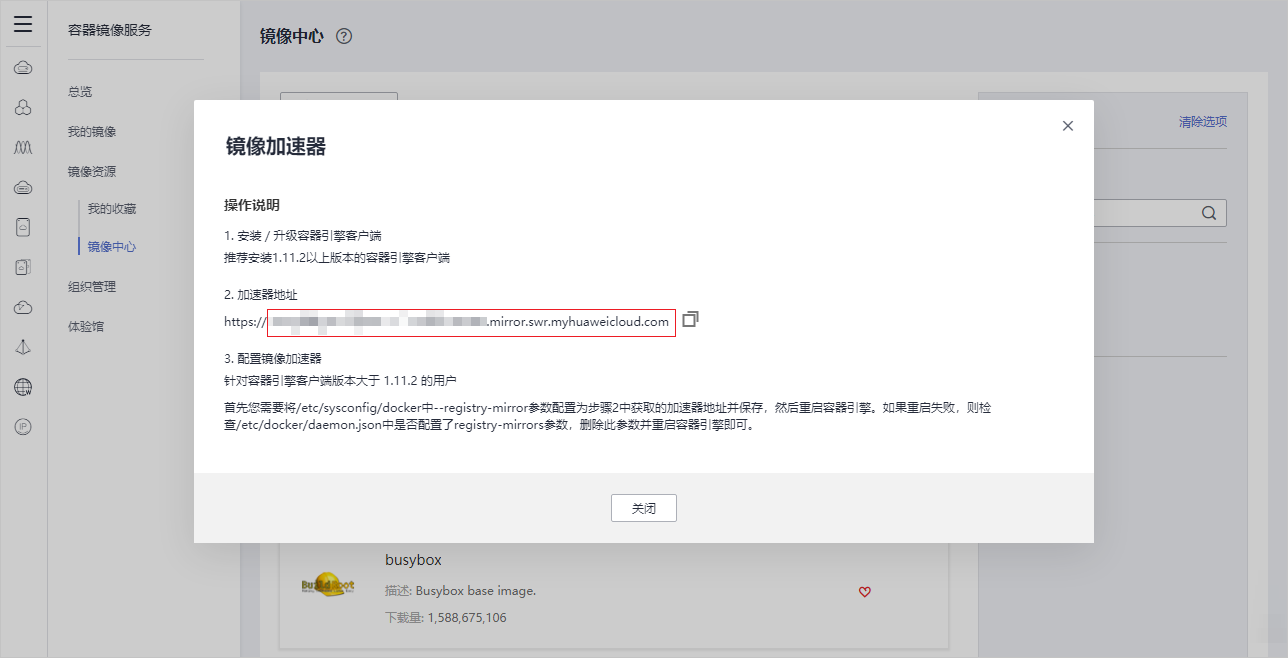 容器镜像服务
总览
我的镜像
镜像资源
我的收藏
镜像中心
组织管理
体验馆
镜像中心
清除选项
镜像加速器
操作说明
1. 安装 / 升级容器引擎客户端
推荐安装1.11.2以上版本的容器引擎客户端
2. 加速器地址
https://
.mirror.swr.myhuaweicloud.com
3. 配置镜像加速器
针对容器引擎客户端版本大于 1.11.2 的用户
首先您需要将/etc/sysconfig/docker中--registry-mirror参数配置为步骤2中获取的加速器地址并保存，然后重启容器引擎。如果重启失败，则检
查/etc/docker/daemon.json中是否配置了registry-mirrors参数，删除此参数并重启容器引擎即可。
关闭
busybox
描述: Busybox base image.
下载量: 1,588,675,106